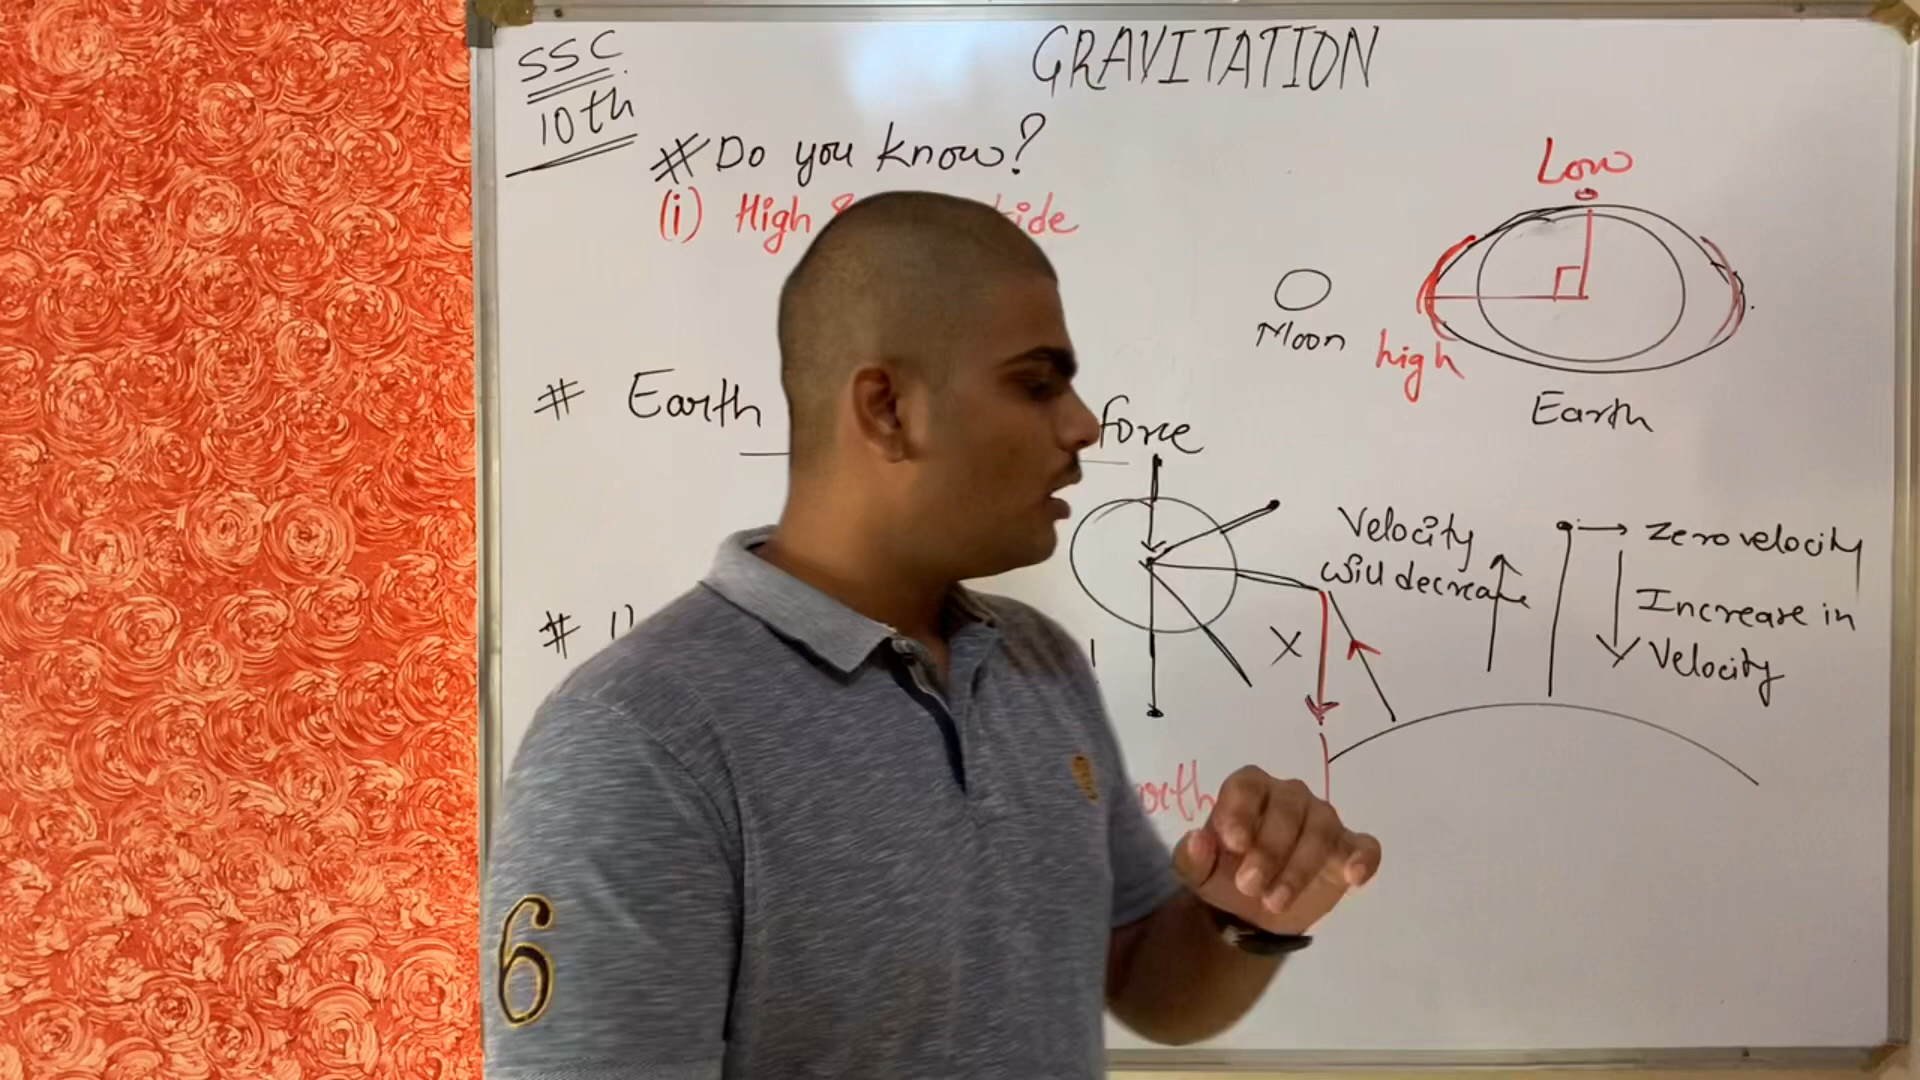 SSC
10th
GRAVITATION
# Do you know?
(i) High tide
Low
Moon
high
Earth
# Earth force
Velocity
will decrease
X
Zero velocity
Increase in
Velocity
#
6